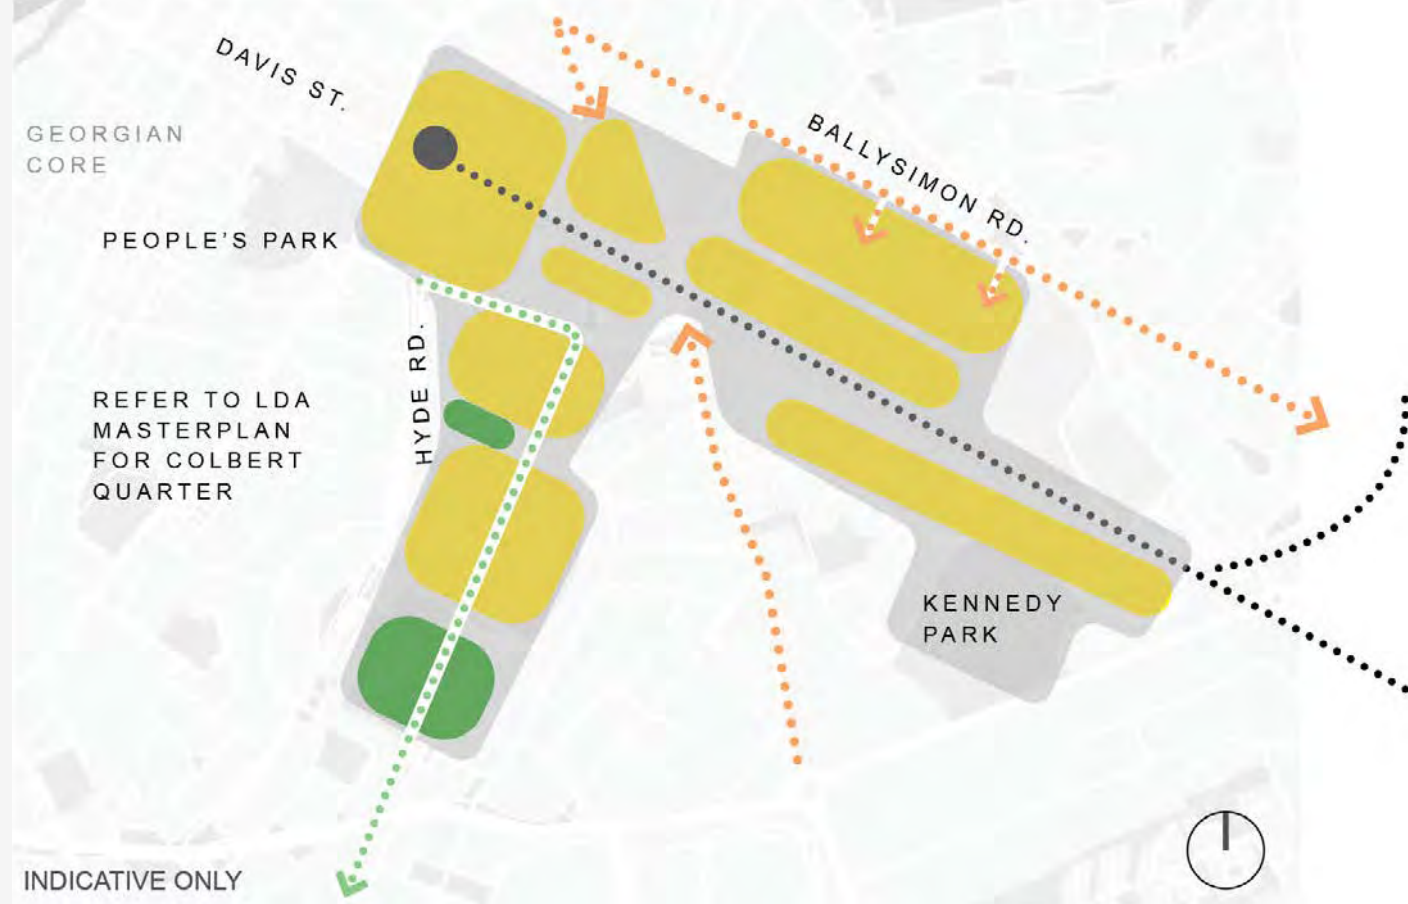 DAVIS ST.
GEORGIAN
CORE
BALLYSIMON RD.
PEOPLE'S PARK
HYDE RD.
REFER TO LDA
MASTERPLAN
FOR COLBERT
QUARTER
KENNEDY
PARK
INDICATIVE ONLY